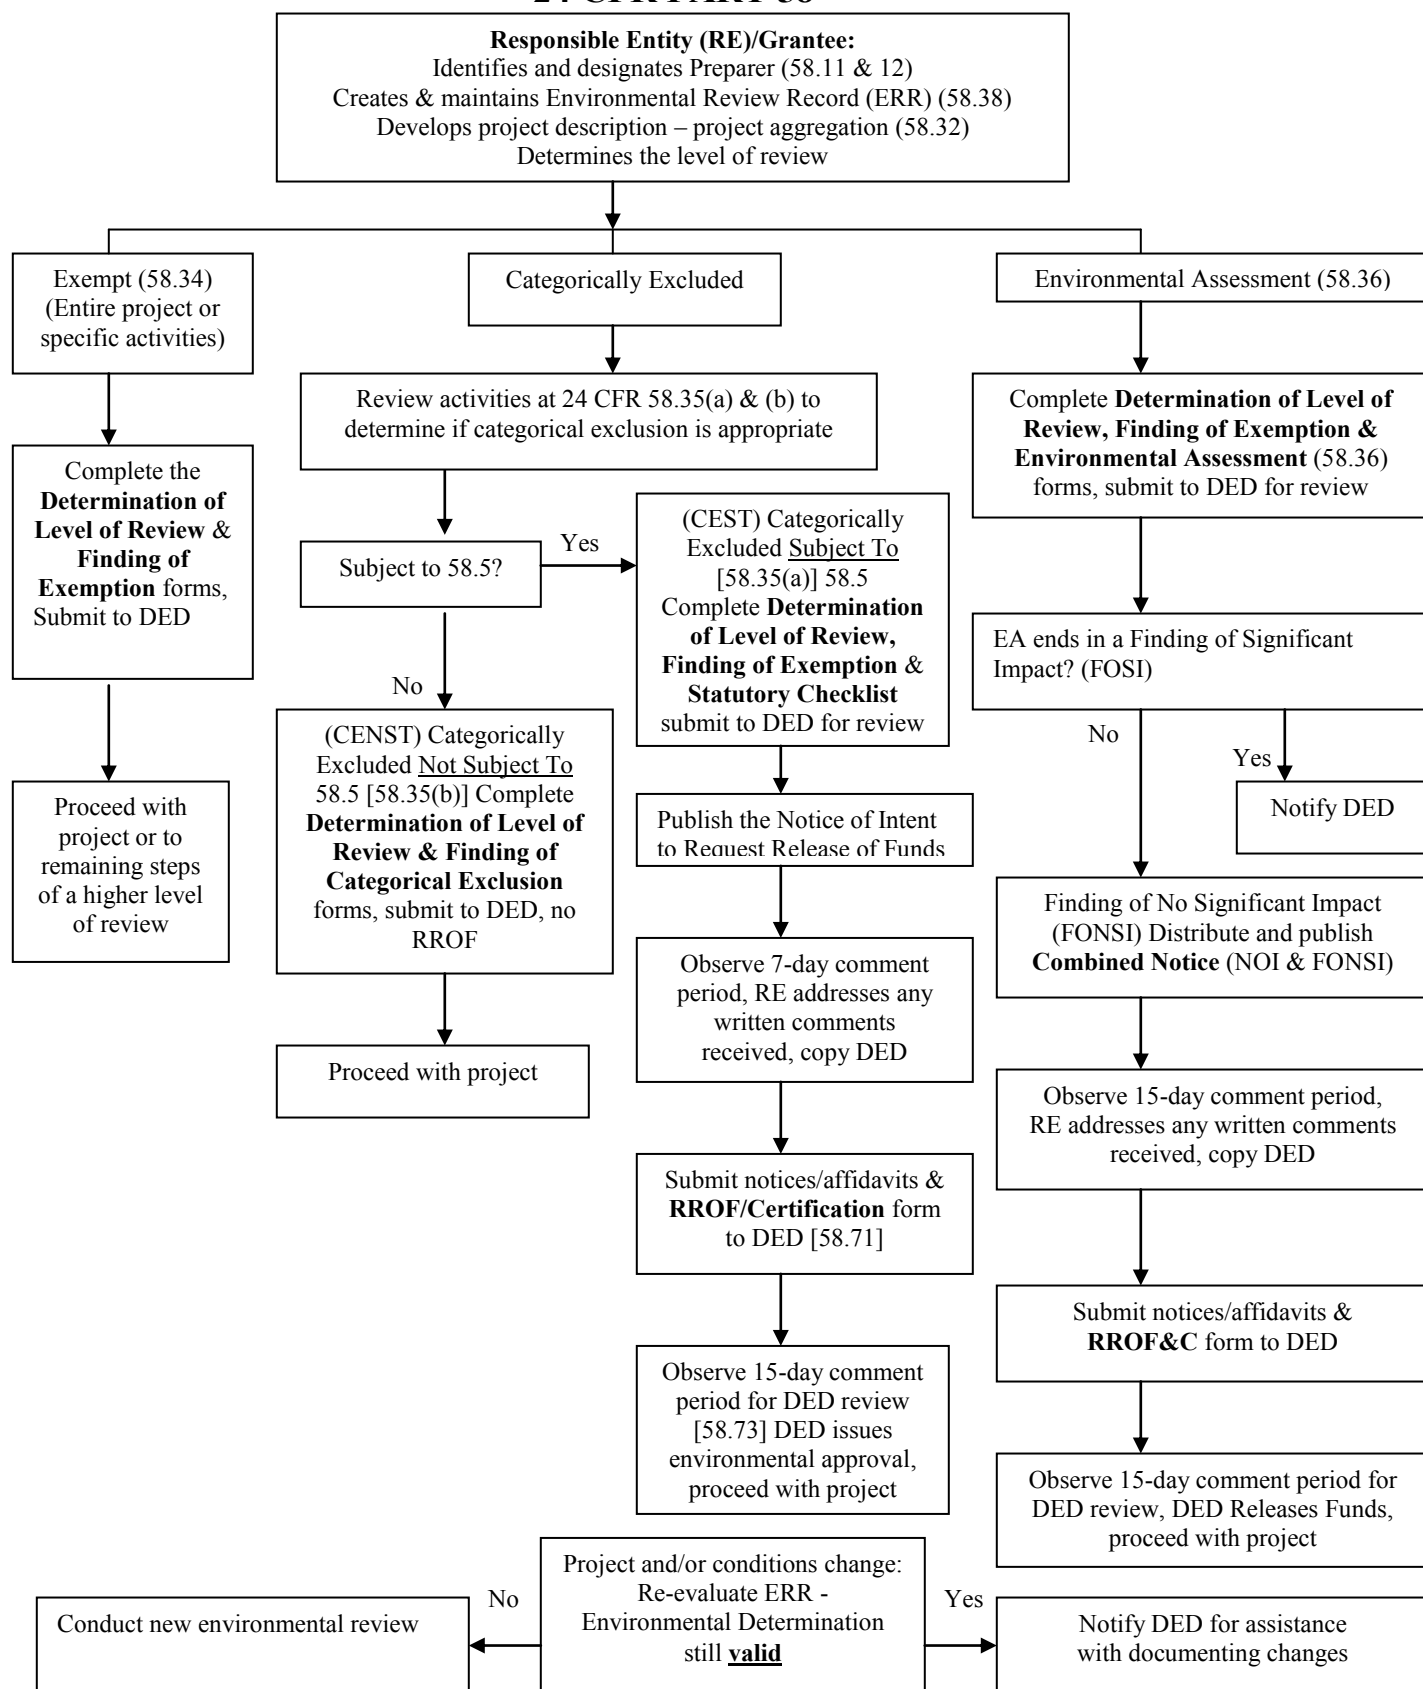 Responsible Entity (RE)/Grantee:
Identifies and designates Preparer (58.11 & 12)
Creates & maintains Environmental Review Record (ERR) (58.38)
Develops project description – project aggregation (58.32)
Determines the level of review
Exempt (58.34)
(Entire project or
specific activities)
Categorically Excluded
Environmental Assessment (58.36)
Complete the
Determination of
Level of Review &
Finding of
Exemption forms,
Submit to DED
Review activities at 24 CFR 58.35(a) & (b) to
determine if categorical exclusion is appropriate
Complete Determination of Level of
Review, Finding of Exemption &
Environmental Assessment (58.36)
forms, submit to DED for review
Subject to 58.5?
Yes
(CEST) Categorically
Excluded Subject To
[58.35(a)] 58.5
Complete Determination
of Level of Review,
Finding of Exemption &
Statutory Checklist
submit to DED for review
EA ends in a Finding of Significant
Impact? (FOSI)
No
(CENST) Categorically
Excluded Not Subject To
58.5 [58.35(b)] Complete
Determination of Level of
Review & Finding of
Categorical Exclusion
forms, submit to DED, no
RROF
No
Yes
Notify DED
Proceed with
project or to
remaining steps
of a higher level
of review
Publish the Notice of Intent
to Request Release of Funds
Finding of No Significant Impact
(FONSI) Distribute and publish
Combined Notice (NOI & FONSI)
Observe 7-day comment
period, RE addresses any
written comments
received, copy DED
Proceed with project
Observe 15-day comment period,
RE addresses any written comments
received, copy DED
Submit notices/affidavits &
RROF/Certification form
to DED [58.71]
Submit notices/affidavits &
RROF&C form to DED
Observe 15-day comment
period for DED review
[58.73] DED issues
environmental approval,
proceed with project
Observe 15-day comment period for
DED review, DED Releases Funds,
proceed with project
Project and/or conditions change:
Re-evaluate ERR -
Environmental Determination
still valid
No
Conduct new environmental review
Yes
Notify DED for assistance
with documenting changes